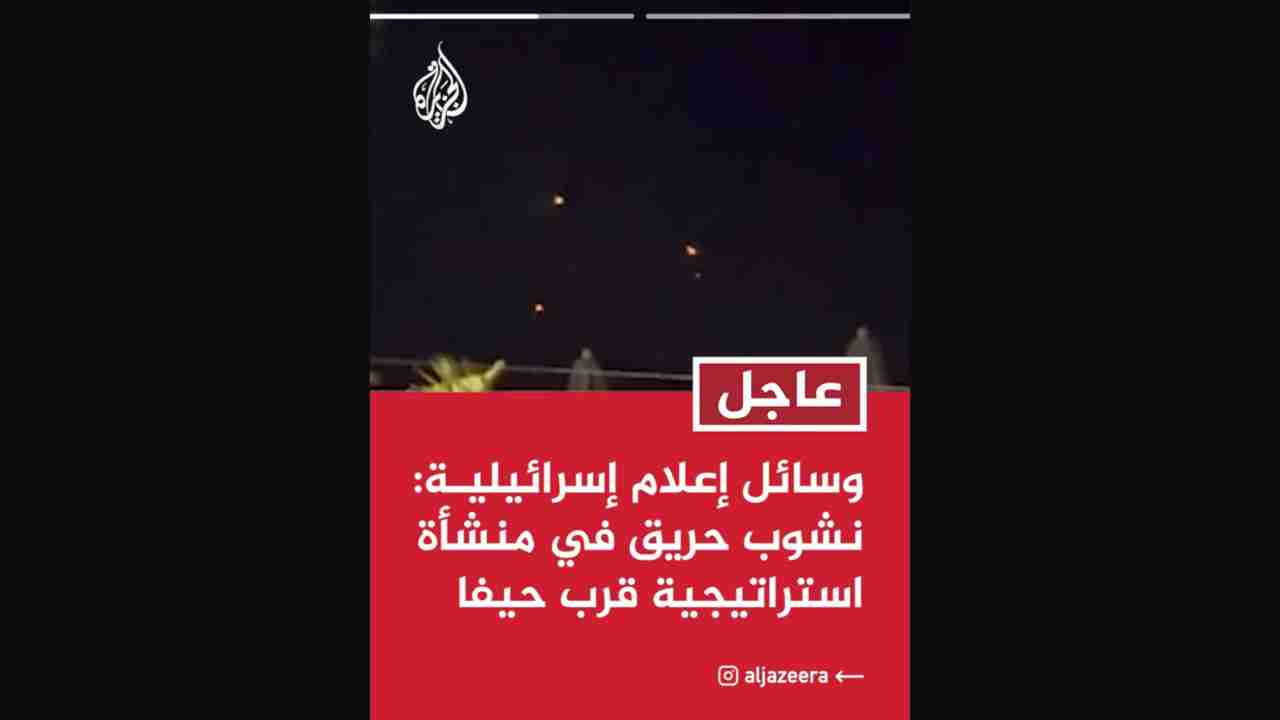 الجزيرة
عاجل
وسائل إعلام إسرائيليـة:
نشوب حريق في منشأة
استراتيجية قرب حيفا
aljazeera